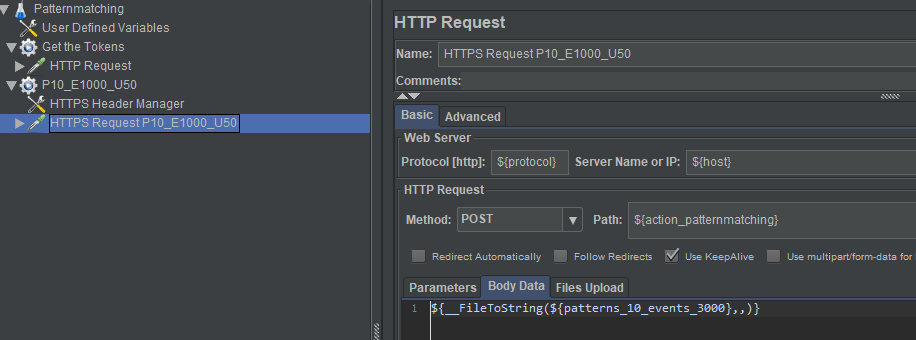 Patternmatching
User Defined Variables
Get the Tokens
HTTP Request
P10_E1000_U50
HTTPS Header Manager
HTTPS Request P10_E1000_U50
HTTP Request
Name: HTTPS Request P10_E1000_U50
Comments:
Basic Advanced
Web Server
Protocol [http]: ${protocol} Server Name or IP: ${host}
HTTP Request
Method: POST Path: ${action_patternmatching}
Redirect Automatically Follow Redirects Use KeepAlive Use multipart/form-data for
Parameters Body Data Files Upload
1 ${__FileToString(${patterns_10_events_3000},,)}